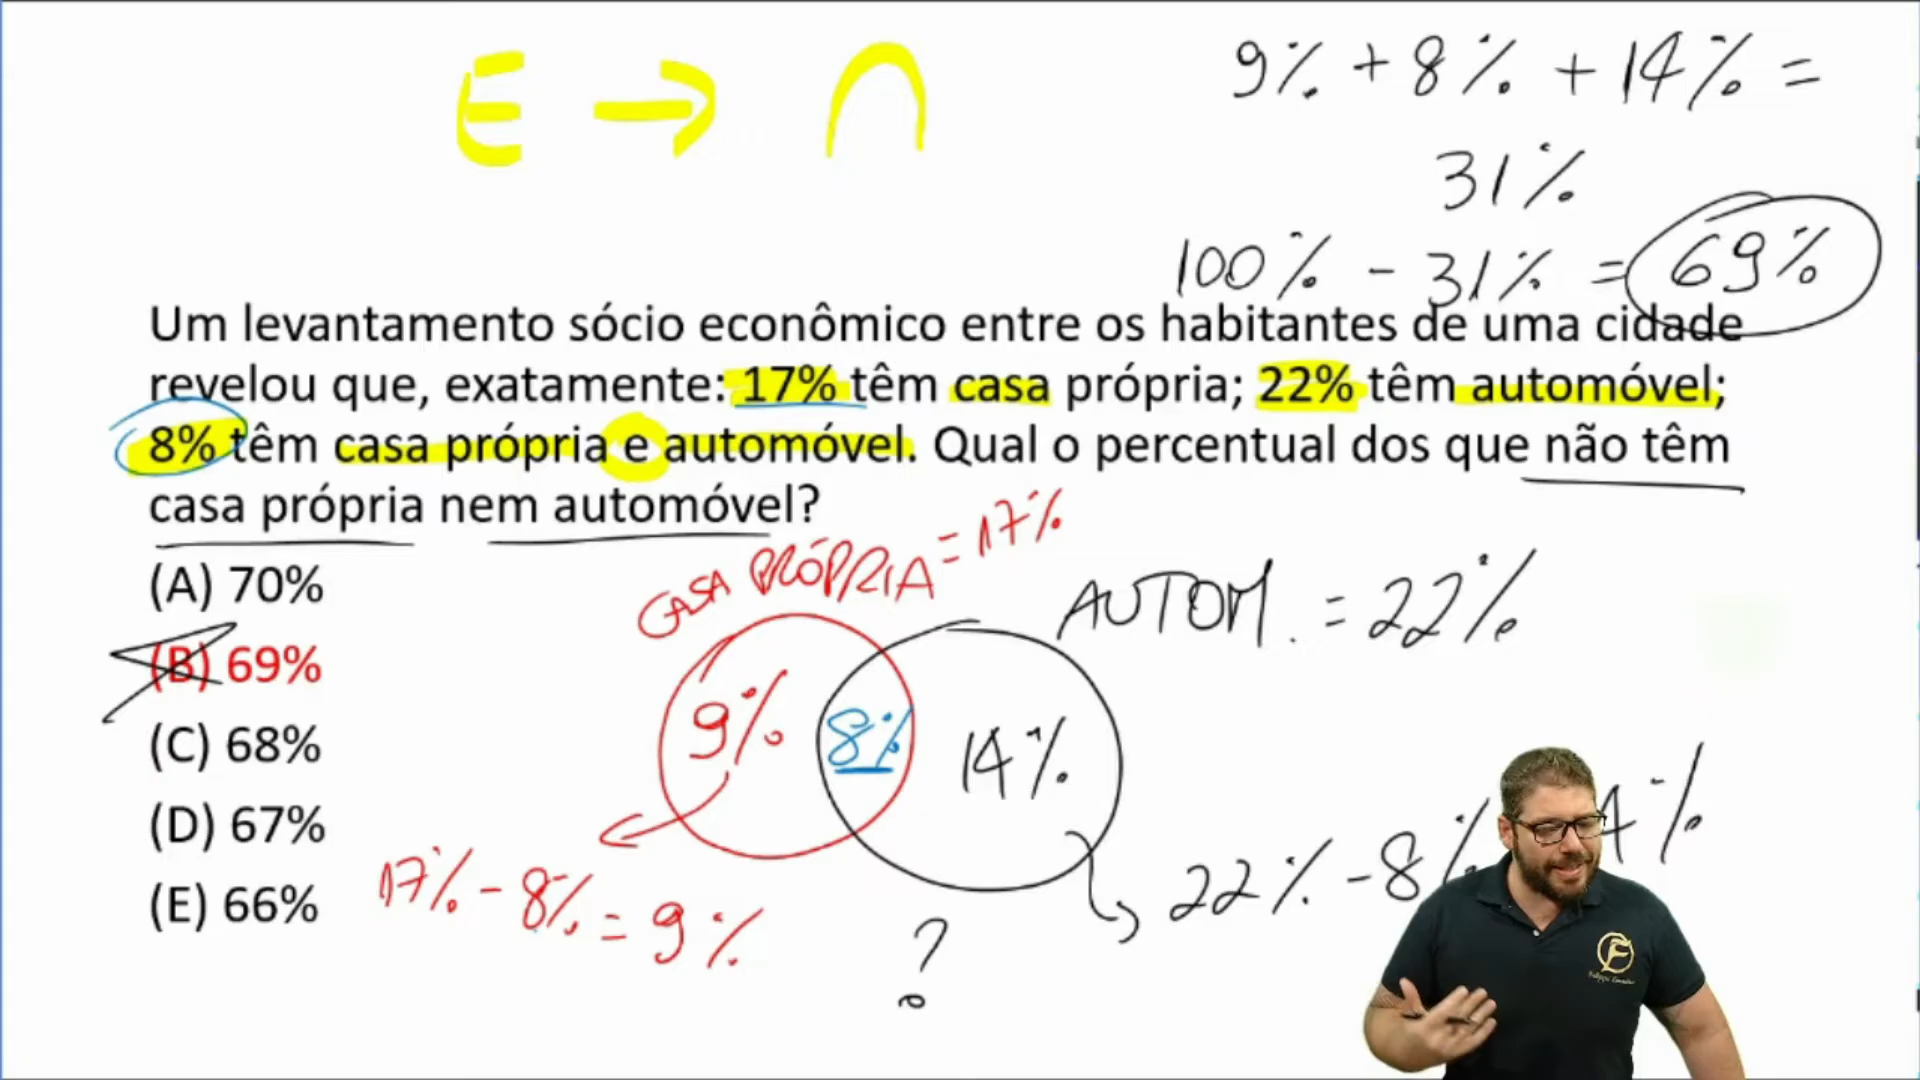 E → ∩
9% + 8% + 14% =
31%
100% - 31% = 69%
Um levantamento sócio econômico entre os habitantes de uma cidade
revelou que, exatamente: 17% têm casa própria; 22% têm automóvel;
8% têm casa própria e automóvel. Qual o percentual dos que não têm
casa própria nem automóvel?
(A) 70%
(B) 69%
(C) 68%
(D) 67%
(E) 66%
CASA PRÓPRIA = 17%
AUTOM. = 22%
9%
8%
14%
17% - 8% = 9%
22% - 8%
4%
?